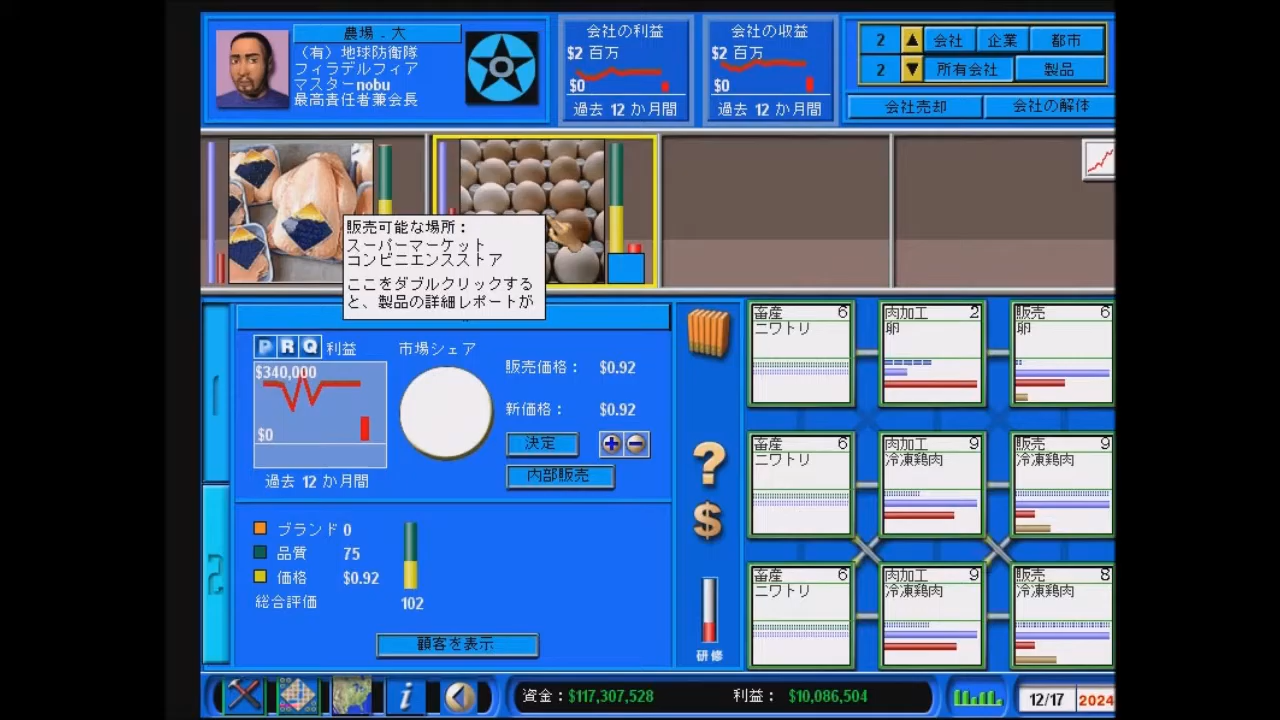 農場 - 大
(有) 地球防衛隊
フィラデルフィア
マスターnobu
最高責任者兼会長
会社の利益
$2 百万
$0
過去 12 か月間
会社の収益
$2 百万
$0
過去 12 か月間
2 会社 企業 都市
2 所有会社 製品
会社売却 会社の解体
販売可能な場所：
スーパーマーケット
コンビニエンスストア
ここをダブルクリックする
と、製品の詳細レポートが
1
2
P R Q 利益
$340,000
$0
過去 12 か月間
市場シェア
販売価格： $0.92
新価格： $0.92
決定
内部販売
ブランド 0
品質 75
価格 $0.92
総合評価 102
顧客を表示
?
$
研修
畜産 6
ニワトリ
肉加工 2
卵
販売 6
卵
畜産 6
ニワトリ
肉加工 9
冷凍鶏肉
販売 9
冷凍鶏肉
畜産 6
ニワトリ
肉加工 9
冷凍鶏肉
販売 8
冷凍鶏肉
i
資金：$117,307,528
利益： $10,086,504
12/17 2024